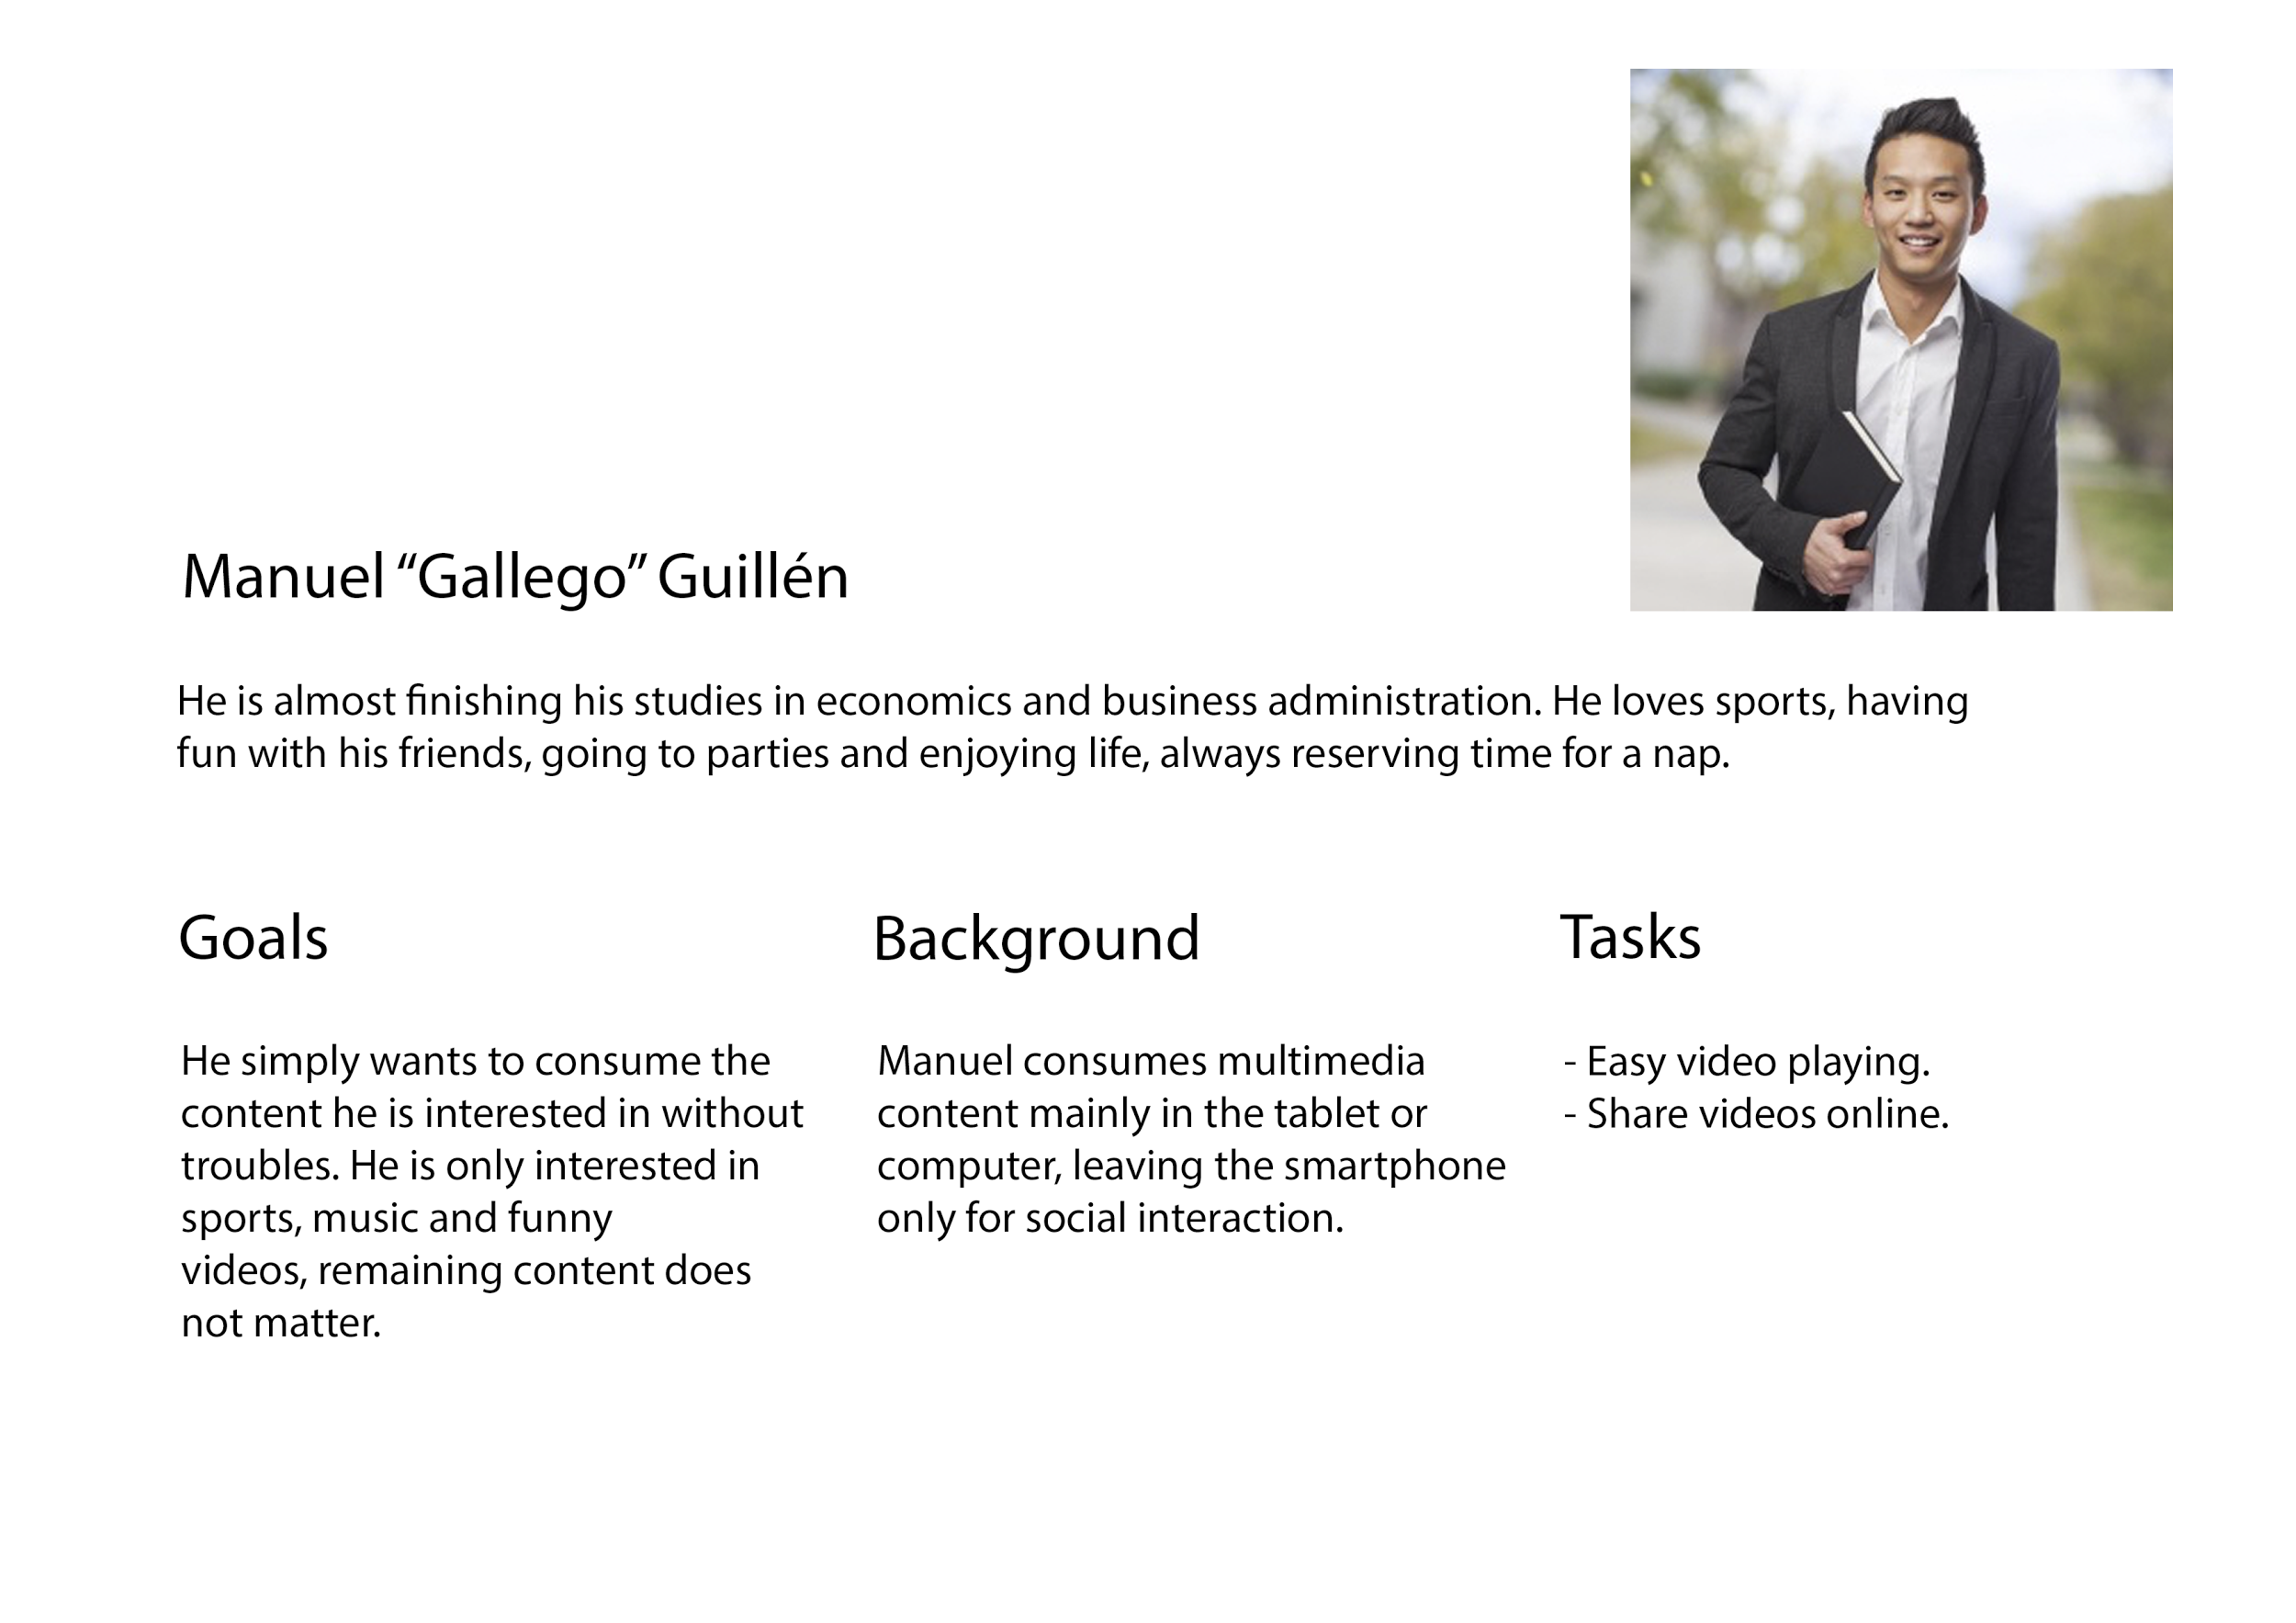 Manuel “Gallego” Guillén
He is almost finishing his studies in economics and business administration. He loves sports, having
fun with his friends, going to parties and enjoying life, always reserving time for a nap.
Goals
He simply wants to consume the
content he is interested in without
troubles. He is only interested in
sports, music and funny
videos, remaining content does
not matter.
Background
Manuel consumes multimedia
content mainly in the tablet or
computer, leaving the smartphone
only for social interaction.
Tasks
- Easy video playing.
- Share videos online.